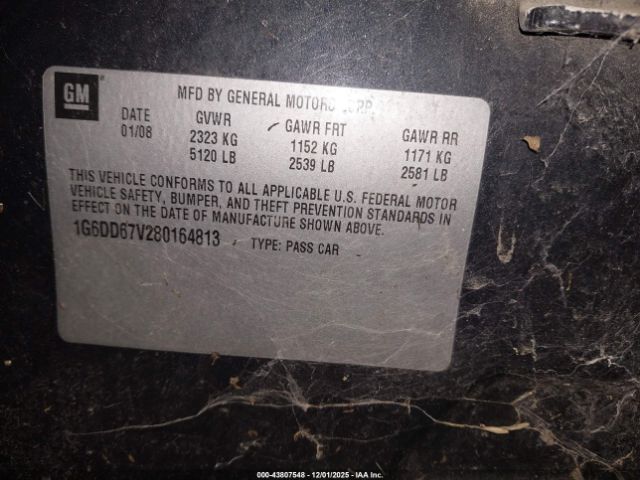 GM
MFD BY GENERAL MOTORS CORP
DATE GVWR GAWR FRT GAWR RR
01/08 2323 KG 1152 KG 1171 KG
5120 LB 2539 LB 2581 LB
THIS VEHICLE CONFORMS TO ALL APPLICABLE U.S. FEDERAL MOTOR
VEHICLE SAFETY, BUMPER, AND THEFT PREVENTION STANDARDS IN
EFFECT ON THE DATE OF MANUFACTURE SHOWN ABOVE.
1G6DD67V280164813 TYPE: PASS CAR
000-43807548 - 12/01/2025 - IAA Inc.